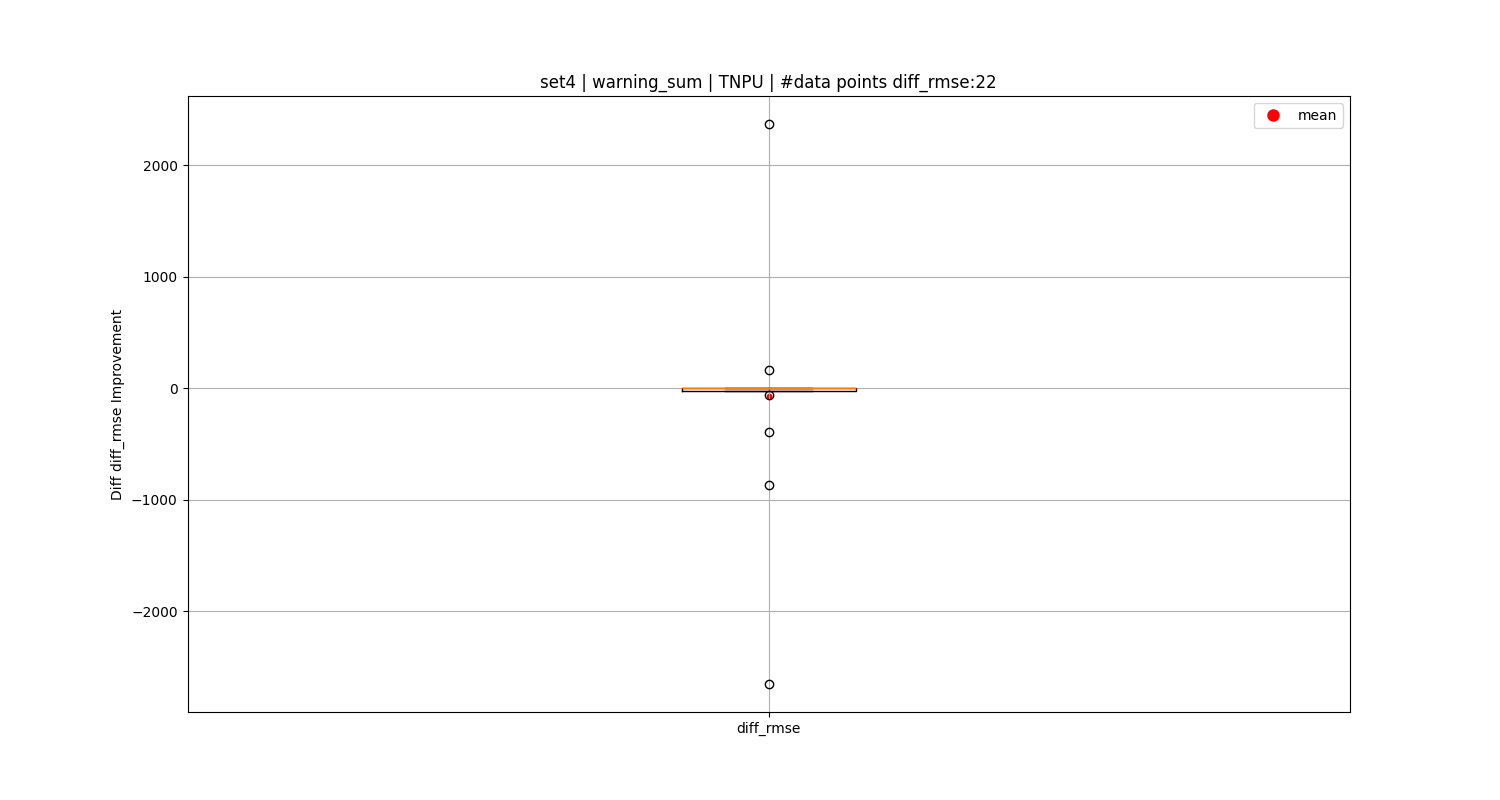 set4 | warning_sum | TNPU | #data points diff_rmse:22
mean
2000
1000
0
−1000
−2000
Diff diff_rmse Improvement
diff_rmse